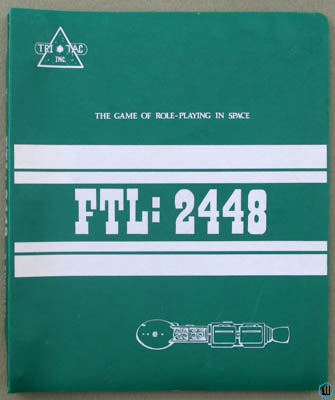 TRI TAC
INC.
THE GAME OF ROLE-PLAYING IN SPACE
FTL: 2448